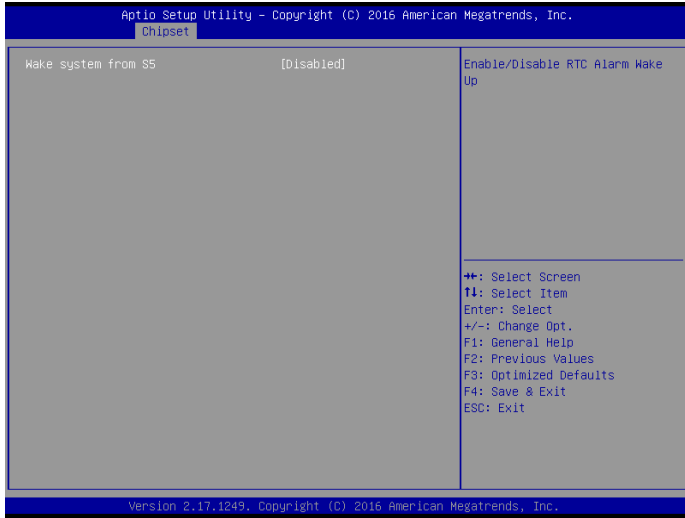 Aptio Setup Utility – Copyright (C) 2016 American Megatrends, Inc.
Chipset
Wake system from S5 [Disabled]
Enable/Disable RTC Alarm Wake
Up
→←: Select Screen
↑↓: Select Item
Enter: Select
+/-: Change Opt.
F1: General Help
F2: Previous Values
F3: Optimized Defaults
F4: Save & Exit
ESC: Exit
Version 2.17.1249. Copyright (C) 2016 American Megatrends, Inc.